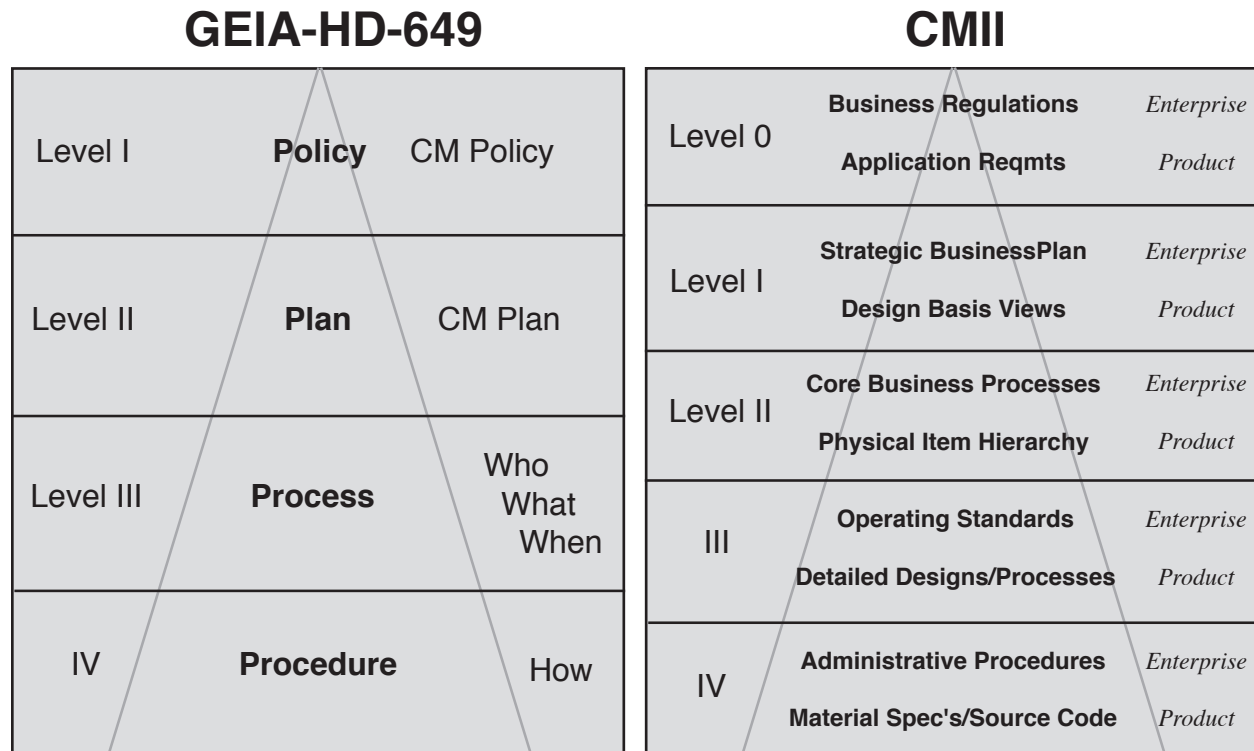 GEIA-HD-649
Level I Policy CM Policy
Level II Plan CM Plan
Level III Process Who
What
When
IV Procedure How
CMII
Level 0
Business Regulations Enterprise
Application Reqmts Product
Level I
Strategic BusinessPlan Enterprise
Design Basis Views Product
Level II
Core Business Processes Enterprise
Physical Item Hierarchy Product
III
Operating Standards Enterprise
Detailed Designs/Processes Product
IV
Administrative Procedures Enterprise
Material Spec's/Source Code Product